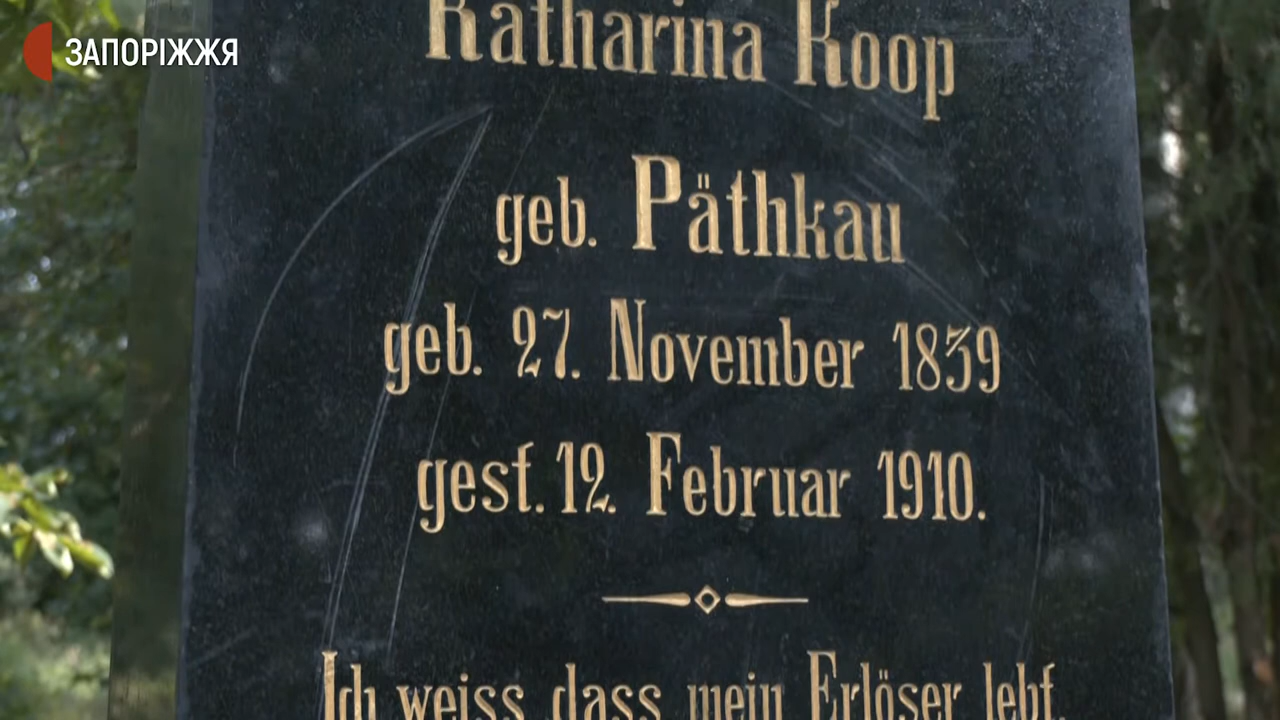 ЗАПОРІЖЖЯ
Katharina Koop
geb. Päthkau
geb. 27. November 1839
gest. 12. Februar 1910.
Ich weiss dass mein Erlöser lebt.